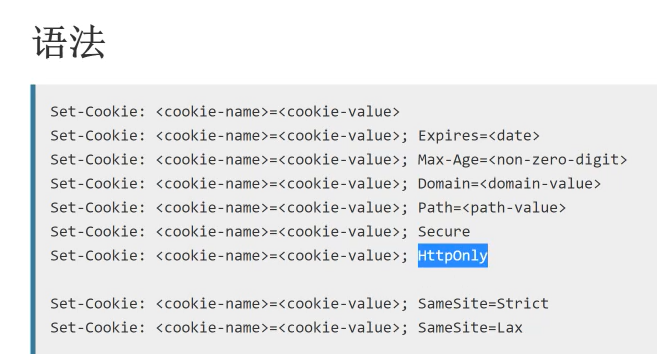 语法
Set-Cookie: <cookie-name>=<cookie-value>
Set-Cookie: <cookie-name>=<cookie-value>; Expires=<date>
Set-Cookie: <cookie-name>=<cookie-value>; Max-Age=<non-zero-digit>
Set-Cookie: <cookie-name>=<cookie-value>; Domain=<domain-value>
Set-Cookie: <cookie-name>=<cookie-value>; Path=<path-value>
Set-Cookie: <cookie-name>=<cookie-value>; Secure
Set-Cookie: <cookie-name>=<cookie-value>; HttpOnly
Set-Cookie: <cookie-name>=<cookie-value>; SameSite=Strict
Set-Cookie: <cookie-name>=<cookie-value>; SameSite=Lax